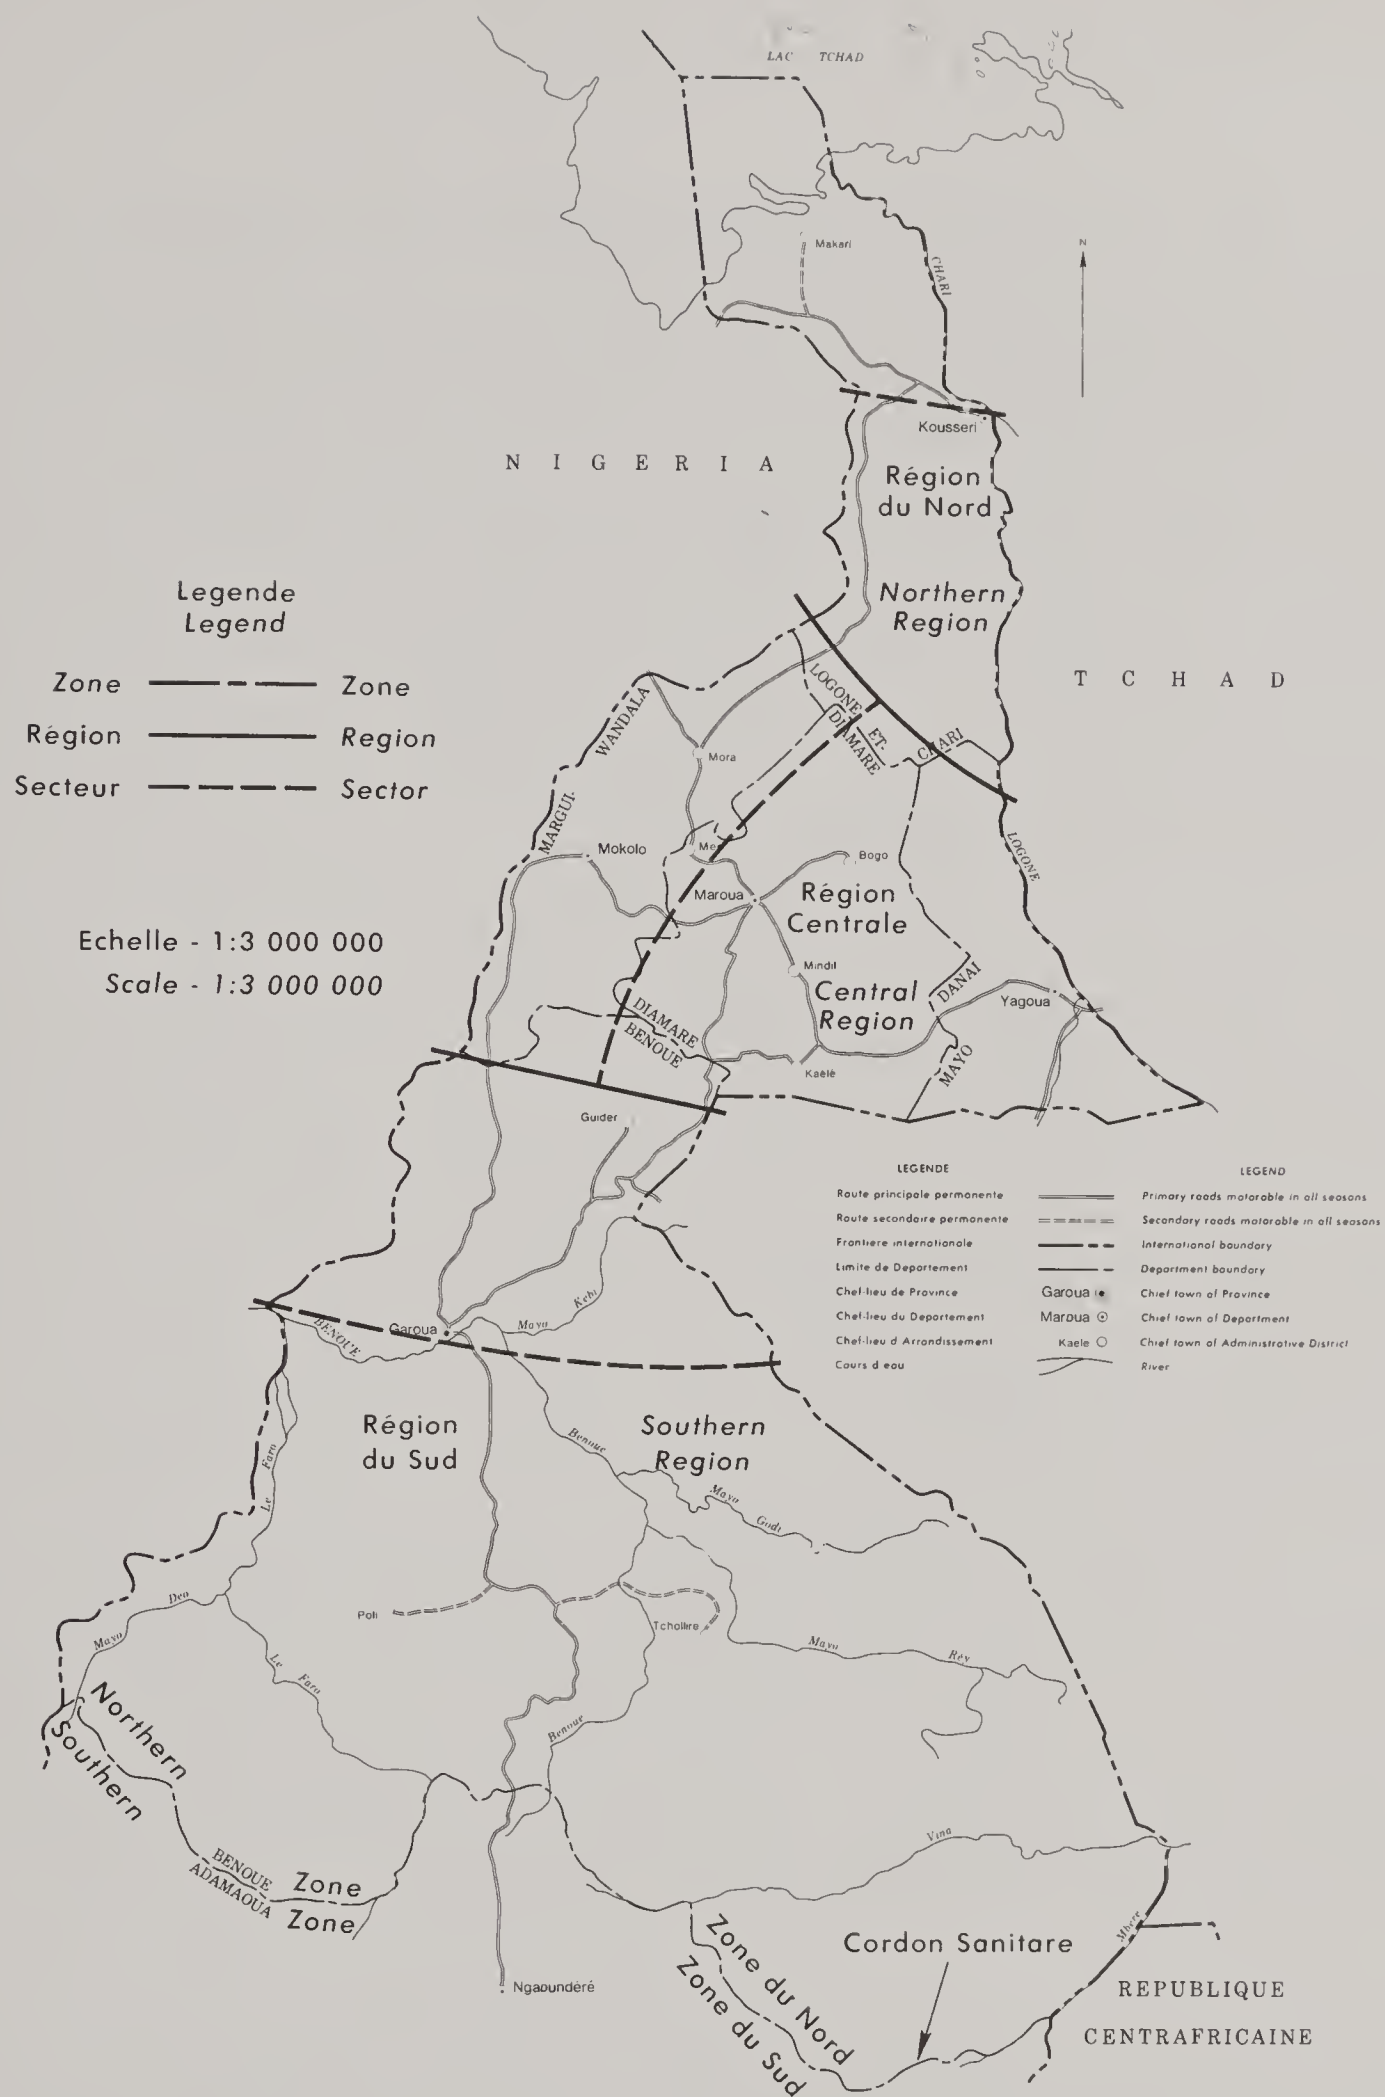 LAC TCHAD
Makari
CHARI
N
Kousseri
N I G E R I A
Région
du Nord
Northern
Region
Legende
Legend
Zone Zone
Région Region
Secteur Sector
T C H A D
LOGONE
ET-
CHARI
DIAMARE
WANDALA
MARGUI-
Mora
Mokolo
Me
Bogo
LOGONE
Maroua
Région
Centrale
Echelle - 1:3 000 000
Scale - 1:3 000 000
Mindif
Central
Region
DANAI
MAYO
Yagoua
DIAMARE
BENOUE
Kaélé
Guider
LEGENDE LEGEND
Route principale permanente Primary roads motorable in all seasons
Route secondaire permanente Secondary roads motorable in all seasons
Frontiere internationale International boundary
Limite de Departement Department boundary
Chef-lieu de Province Garoua Chief town of Province
Chef-lieu du Departement Maroua Chief town of Department
Chef-lieu d Arrondissement Kaele Chief town of Administrative District
Cours d eau River
BENOUE
Garoua
Mayo Kebi
Région
du Sud
Southern
Region
Le Faro
Benoue
Mayo Godi
Mayo Deo
Poli
Tchollire
Le Faro
Mayo Rey
Benoue
Northern
Southern
BENOUE
ADAMAOUA
Zone
Zone
Vina
Mbere
Zone du Nord
Zone du Sud
Cordon Sanitare
Ngaoundéré
REPUBLIQUE
CENTRAFRICAINE